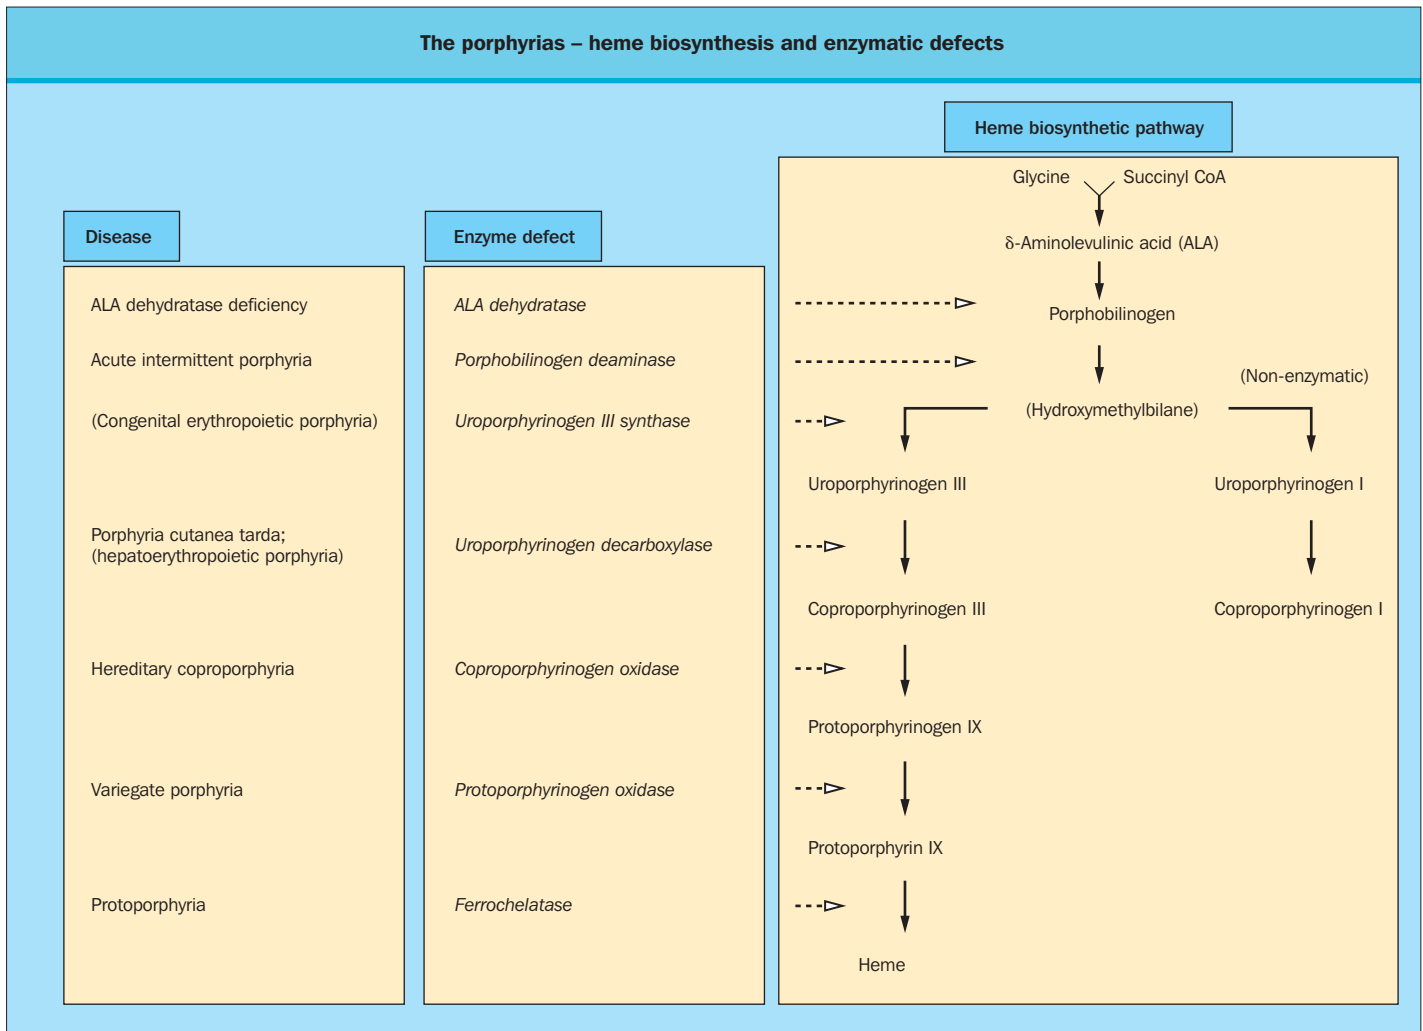 The porphyrias – heme biosynthesis and enzymatic defects
Disease
ALA dehydratase deficiency
Acute intermittent porphyria
(Congenital erythropoietic porphyria)
Porphyria cutanea tarda;
(hepatoerythropoietic porphyria)
Hereditary coproporphyria
Variegate porphyria
Protoporphyria
Enzyme defect
ALA dehydratase
Porphobilinogen deaminase
Uroporphyrinogen III synthase
Uroporphyrinogen decarboxylase
Coproporphyrinogen oxidase
Protoporphyrinogen oxidase
Ferrochelatase
Heme biosynthetic pathway
Glycine Succinyl CoA
δ-Aminolevulinic acid (ALA)
Porphobilinogen
(Non-enzymatic)
(Hydroxymethylbilane)
Uroporphyrinogen III Uroporphyrinogen I
Coproporphyrinogen III Coproporphyrinogen I
Protoporphyrinogen IX
Protoporphyrin IX
Heme